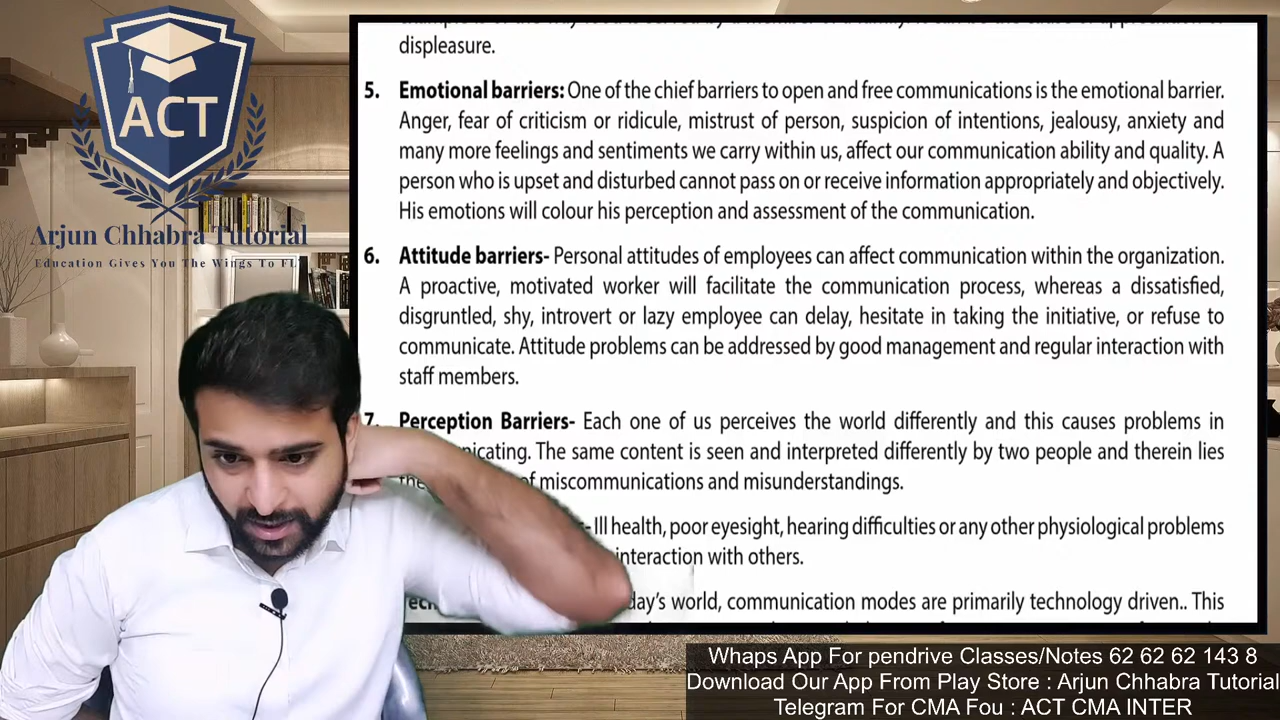 ACT
Arjun Chhabra Tutorial
Education Gives You The Wings To
displeasure.
5. Emotional barriers: One of the chief barriers to open and free communications is the emotional barrier.
Anger, fear of criticism or ridicule, mistrust of person, suspicion of intentions, jealousy, anxiety and
many more feelings and sentiments we carry within us, affect our communication ability and quality. A
person who is upset and disturbed cannot pass on or receive information appropriately and objectively.
His emotions will colour his perception and assessment of the communication.
6. Attitude barriers- Personal attitudes of employees can affect communication within the organization.
A proactive, motivated worker will facilitate the communication process, whereas a dissatisfied,
disgruntled, shy, introvert or lazy employee can delay, hesitate in taking the initiative, or refuse to
communicate. Attitude problems can be addressed by good management and regular interaction with
staff members.
7. Perception Barriers- Each one of us perceives the world differently and this causes problems in
The same content is seen and interpreted differently by two people and therein lies
of miscommunications and misunderstandings.
- Ill health, poor eyesight, hearing difficulties or any other physiological problems
interaction with others.
world, communication modes are primarily technology driven.. This
Whaps App For pendrive Classes/Notes 62 62 62 143 8
Download Our App From Play Store : Arjun Chhabra Tutorial
Telegram For CMA Fou : ACT CMA INTER